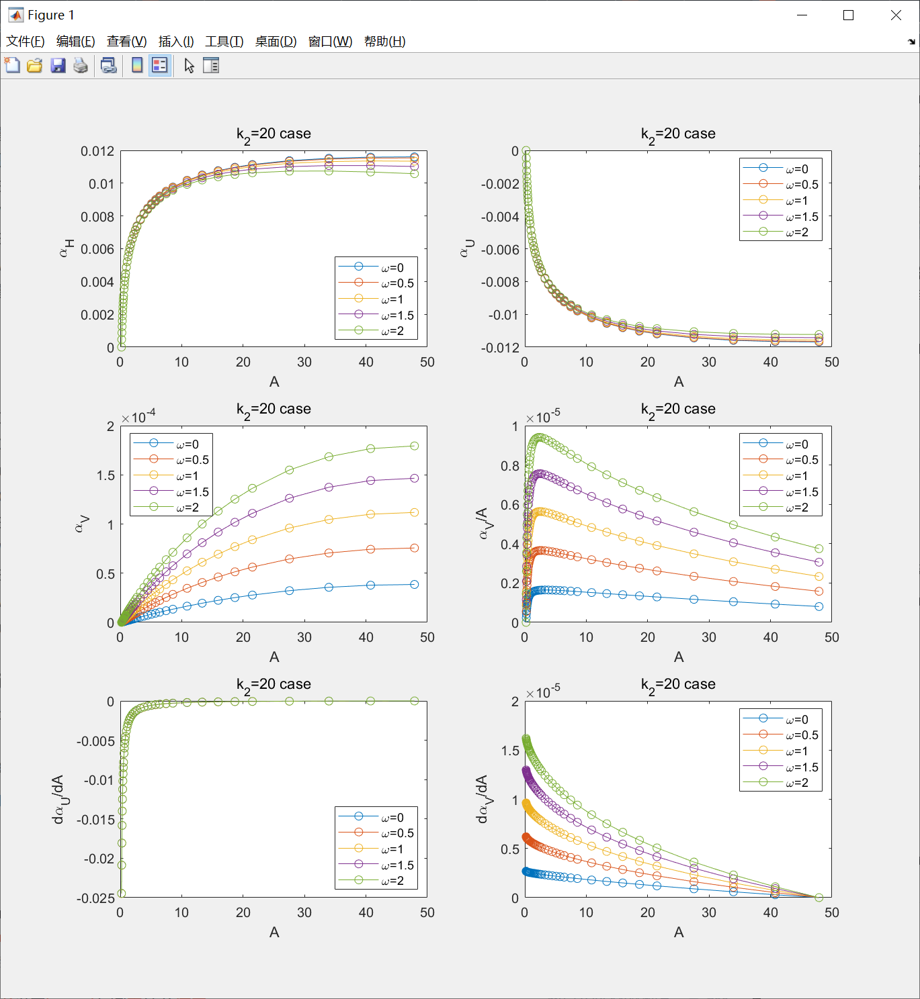 Figure 1
文件(F) 编辑(E) 查看(V) 插入(I) 工具(T) 桌面(D) 窗口(W) 帮助(H)
k2=20 case
0.012
0.01
0.008
0.006
0.004
0.002
0
αH
ω=0
ω=0.5
ω=1
ω=1.5
ω=2
0 10 20 30 40 50
A
k2=20 case
0
-0.002
-0.004
-0.006
-0.008
-0.01
-0.012
αU
ω=0
ω=0.5
ω=1
ω=1.5
ω=2
0 10 20 30 40 50
A
k2=20 case
×10-4
2
1.5
1
0.5
0
αV
ω=0
ω=0.5
ω=1
ω=1.5
ω=2
0 10 20 30 40 50
A
k2=20 case
×10-5
1
0.8
0.6
0.4
0.2
0
αV/A
ω=0
ω=0.5
ω=1
ω=1.5
ω=2
0 10 20 30 40 50
A
k2=20 case
0
-0.005
-0.01
-0.015
-0.02
-0.025
dαU/dA
ω=0
ω=0.5
ω=1
ω=1.5
ω=2
0 10 20 30 40 50
A
k2=20 case
×10-5
2
1.5
1
0.5
0
dαV/dA
ω=0
ω=0.5
ω=1
ω=1.5
ω=2
0 10 20 30 40 50
A